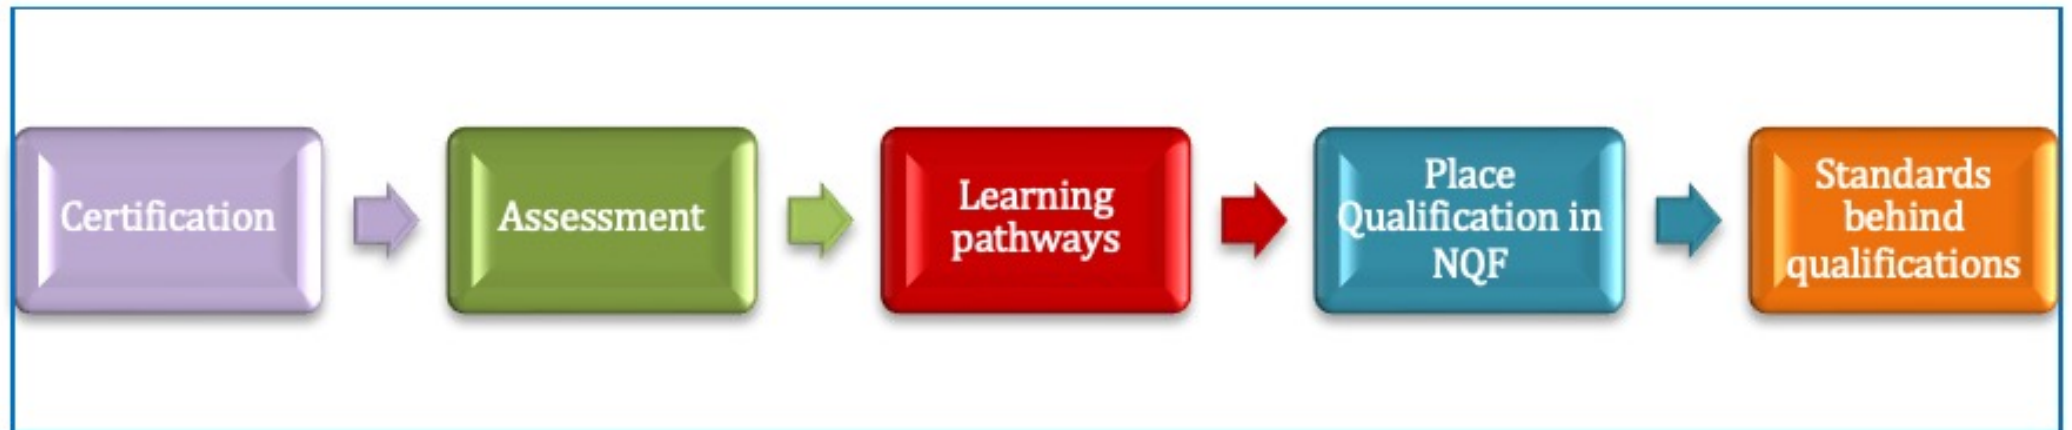 Certification
Assessment
Learning
pathways
Place
Qualification in
NQF
Standards
behind
qualifications